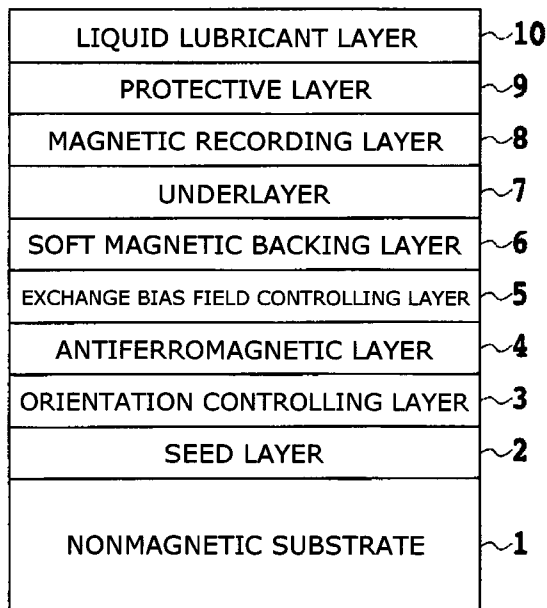 LIQUID LUBRICANT LAYER 10
PROTECTIVE LAYER 9
MAGNETIC RECORDING LAYER 8
UNDERLAYER 7
SOFT MAGNETIC BACKING LAYER 6
EXCHANGE BIAS FIELD CONTROLLING LAYER 5
ANTIFERROMAGNETIC LAYER 4
ORIENTATION CONTROLLING LAYER 3
SEED LAYER 2
NONMAGNETIC SUBSTRATE 1